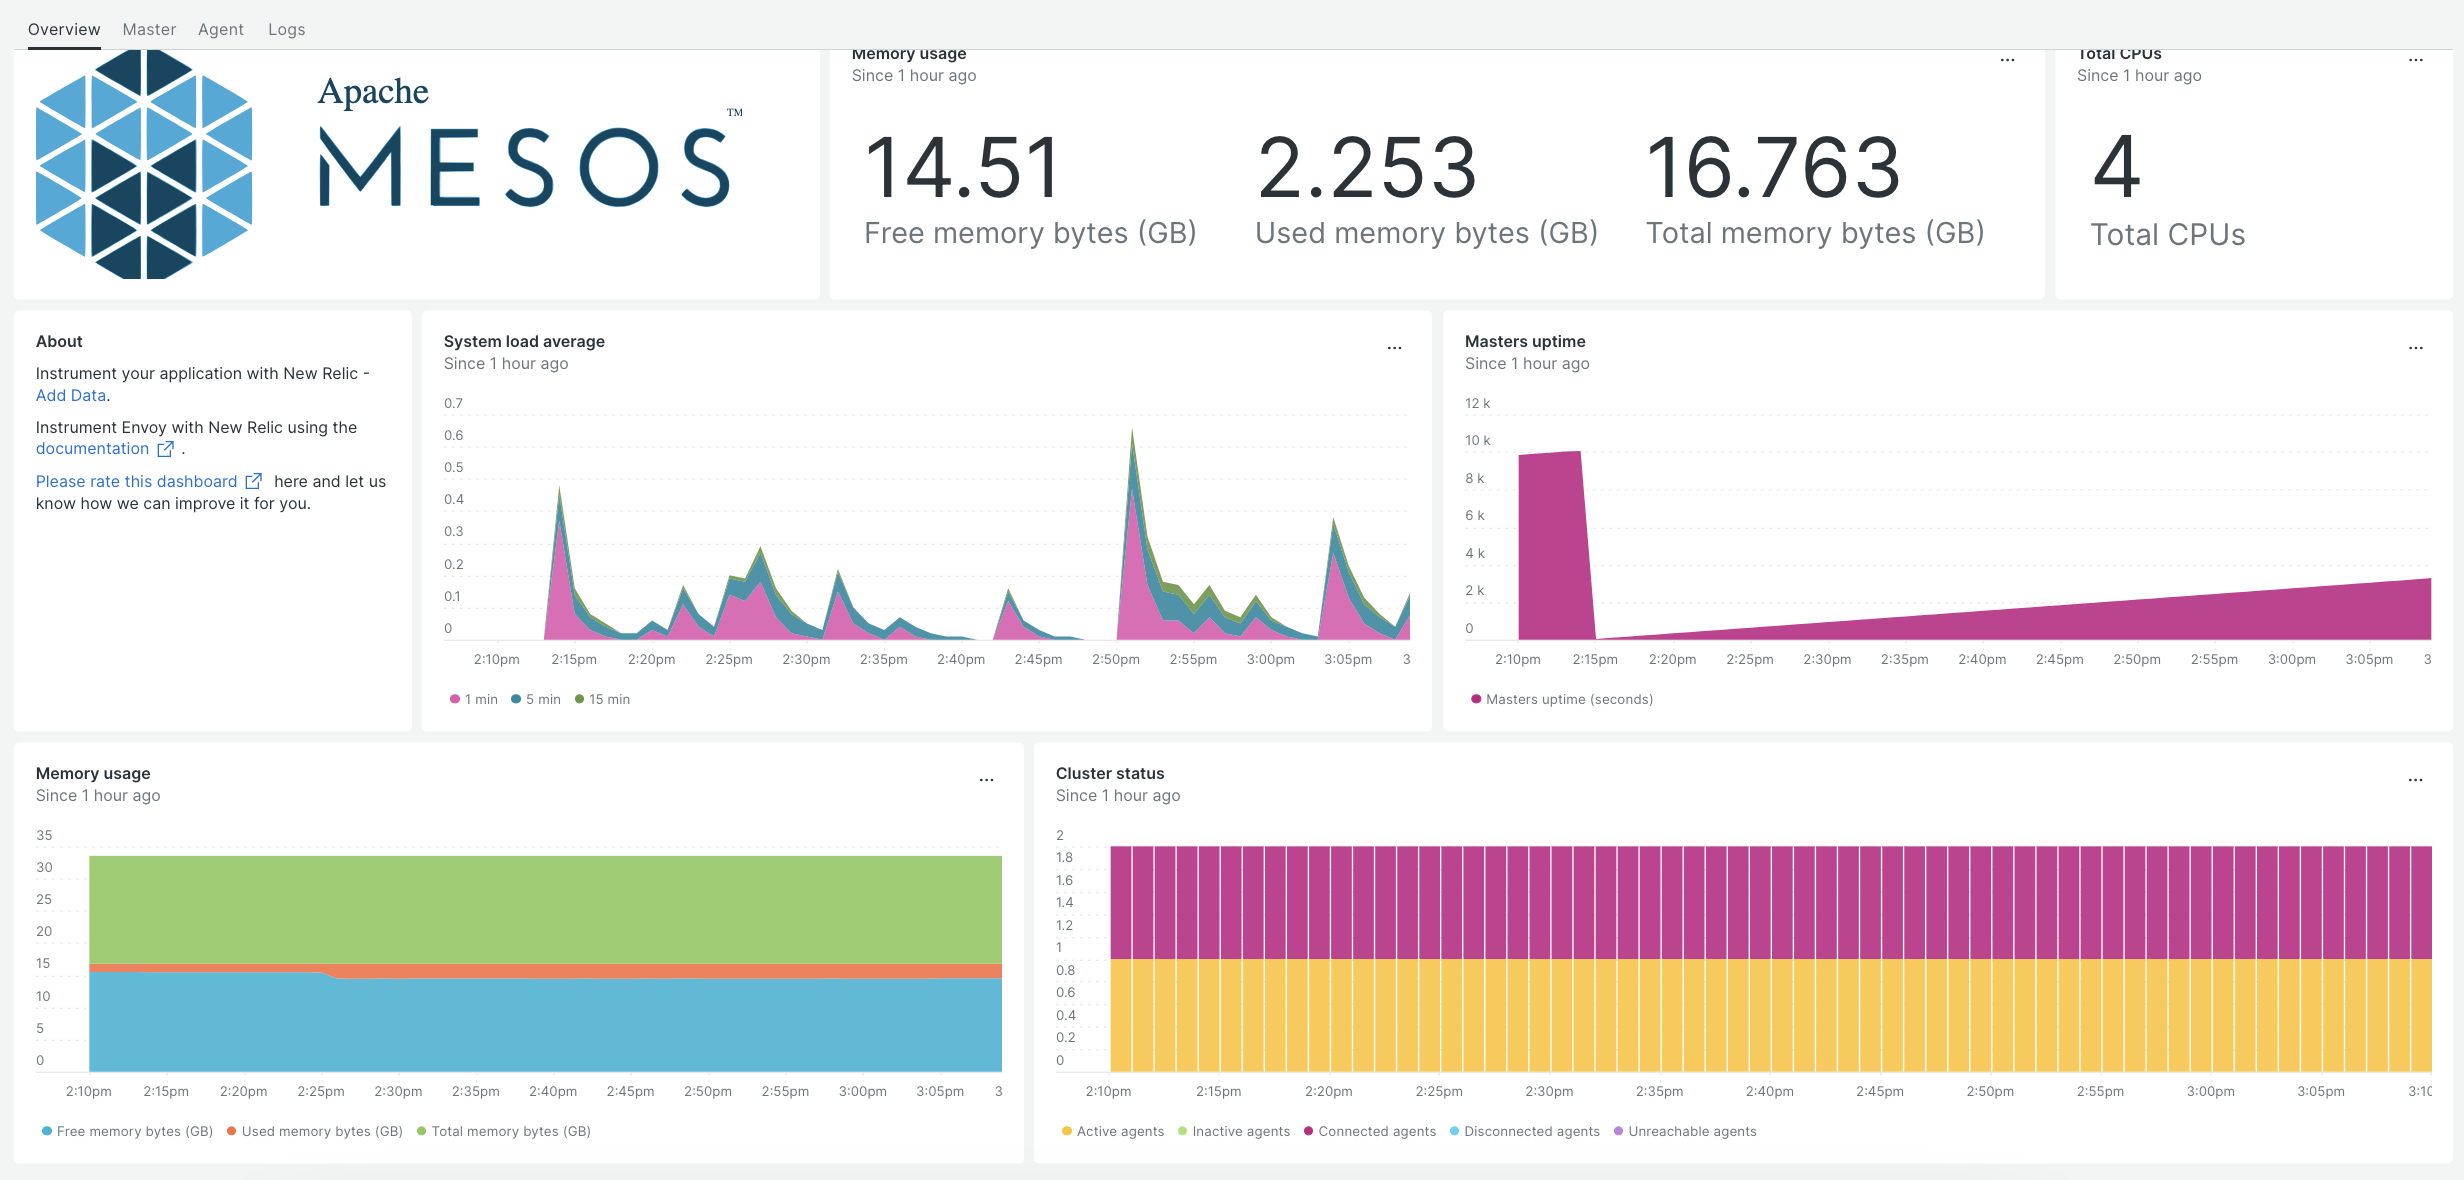 Overview Master Agent Logs
Apache
MESOS™
Memory usage
Since 1 hour ago
...
14.51
Free memory bytes (GB)
2.253
Used memory bytes (GB)
16.763
Total memory bytes (GB)
Total CPUs
Since 1 hour ago
...
4
Total CPUs
About
Instrument your application with New Relic -
Add Data.
Instrument Envoy with New Relic using the
documentation .
Please rate this dashboard here and let us
know how we can improve it for you.
System load average
Since 1 hour ago
...
0.7
0.6
0.5
0.4
0.3
0.2
0.1
0
2:10pm 2:15pm 2:20pm 2:25pm 2:30pm 2:35pm 2:40pm 2:45pm 2:50pm 2:55pm 3:00pm 3:05pm 3
1 min 5 min 15 min
Masters uptime
Since 1 hour ago
...
12 k
10 k
8 k
6 k
4 k
2 k
0
2:10pm 2:15pm 2:20pm 2:25pm 2:30pm 2:35pm 2:40pm 2:45pm 2:50pm 2:55pm 3:00pm 3:05pm 3
Masters uptime (seconds)
Memory usage
Since 1 hour ago
...
35
30
25
20
15
10
5
0
2:10pm 2:15pm 2:20pm 2:25pm 2:30pm 2:35pm 2:40pm 2:45pm 2:50pm 2:55pm 3:00pm 3:05pm 3
Free memory bytes (GB) Used memory bytes (GB) Total memory bytes (GB)
Cluster status
Since 1 hour ago
...
2
1.8
1.6
1.4
1.2
1
0.8
0.6
0.4
0.2
0
2:10pm 2:15pm 2:20pm 2:25pm 2:30pm 2:35pm 2:40pm 2:45pm 2:50pm 2:55pm 3:00pm 3:05pm 3:10
Active agents Inactive agents Connected agents Disconnected agents Unreachable agents